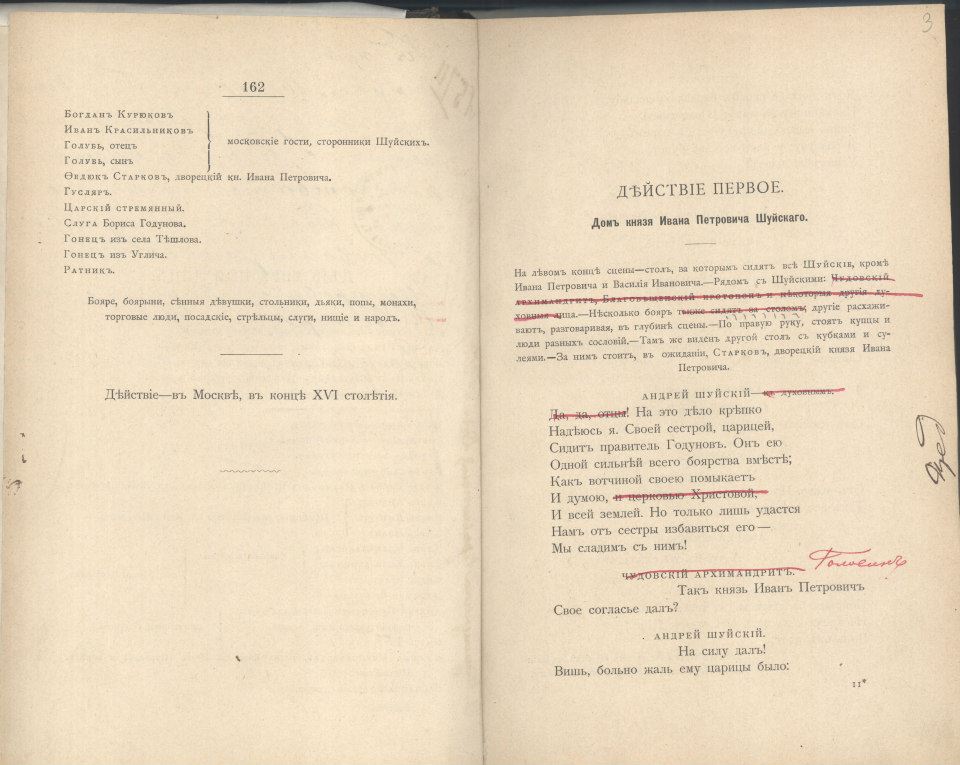 162
Богданъ Курюковъ
Иванъ Красильниковъ
Голубь, отецъ
Голубь, сынъ
московскіе гости, сторонники Шуйскихъ.
Ѳедюкъ Старковъ, дворецкій кн. Ивана Петровича.
Гусляръ.
Царскій стремянный.
Слуга Бориса Годунова.
Гонецъ изъ села Тѣшлова.
Гонецъ изъ Углича.
Ратникъ.
Бояре, боярыни, сѣнныя дѣвушки, стольники, дьяки, попы, монахи,
торговые люди, посадскіе, стрѣльцы, слуги, нищіе и народъ.
Дѣйствіе—въ Москвѣ, въ концѣ XVI столѣтія.
3
ДѢЙСТВІЕ ПЕРВОЕ.
Домъ князя Ивана Петровича Шуйскаго.
На лѣвомъ концѣ сцены—столъ, за которымъ сидятъ всѣ Шуйскіе, кромѣ
Ивана Петровича и Василія Ивановича.—Рядомъ съ Шуйскими: Чудовскій
архимандритъ, Благовѣщенскій протопопъ и нѣкоторыя другія ду-
ховныя лица.—Нѣсколько бояръ также сидятъ за столомъ; другіе расхажи-
ваютъ, разговаривая, въ глубинѣ сцены.—По правую руку, стоятъ купцы и
люди разныхъ сословій.—Тамъ же виденъ другой столъ съ кубками и су-
леями.—За нимъ стоитъ, въ ожиданіи, Старковъ, дворецкій князя Ивана
Петровича.
АНДРЕЙ ШУЙСКІЙ—къ духовнымъ.
Да, да, отцы! На это дѣло крѣпко
Надѣюсь я. Своей сестрой, царицей,
Сидитъ правитель Годуновъ. Онъ ею
Одной сильнѣй всего боярства вмѣстѣ;
Какъ вотчиной своею помыкаетъ
И думою, и церковью Христовой,
И всей землей. Но только лишь удастся
Намъ отъ сестры избавиться его—
Мы сладимъ съ нимъ!
ЧУДОВСКІЙ АРХИМАНДРИТЪ.
Головинъ
Такъ князь Иванъ Петровичъ
Свое согласье далъ?
АНДРЕЙ ШУЙСКІЙ.
На силу далъ!
Вишь, больно жаль ему царицы было:
11*